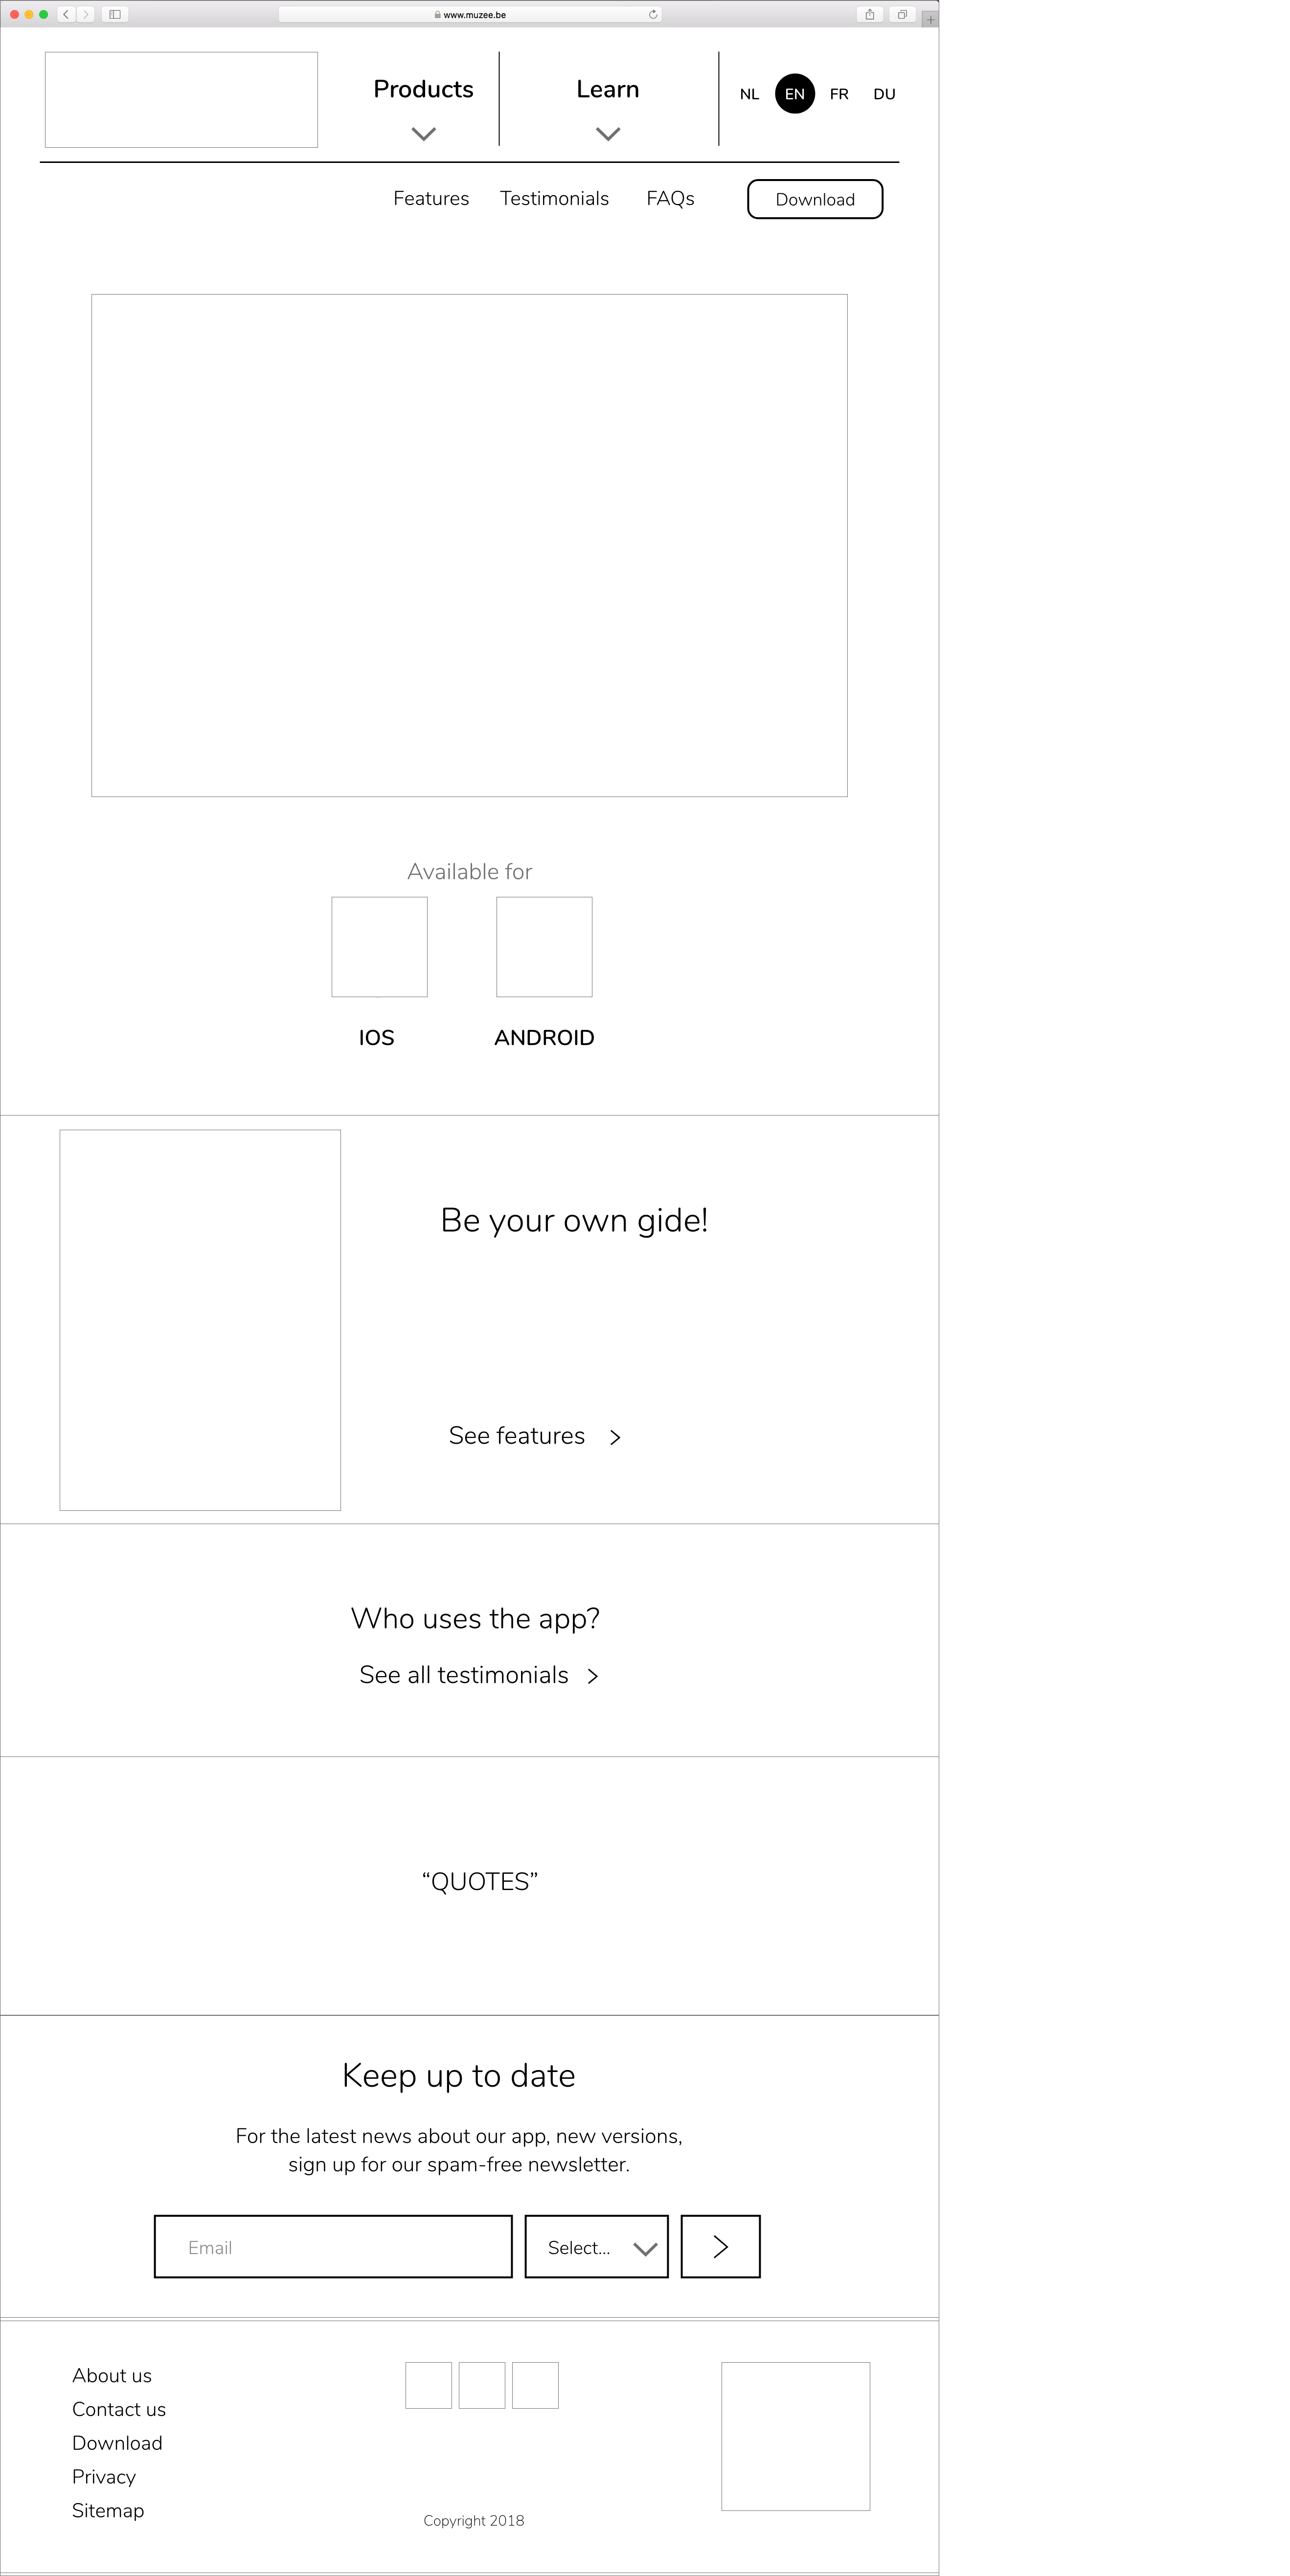 www.muzee.be
Products
Learn
NL EN FR DU
Features Testimonials FAQs Download
Available for
IOS ANDROID
Be your own gide!
See features
Who uses the app?
See all testimonials
“QUOTES”
Keep up to date
For the latest news about our app, new versions,
sign up for our spam-free newsletter.
Email Select...
About us
Contact us
Download
Privacy
Sitemap
Copyright 2018